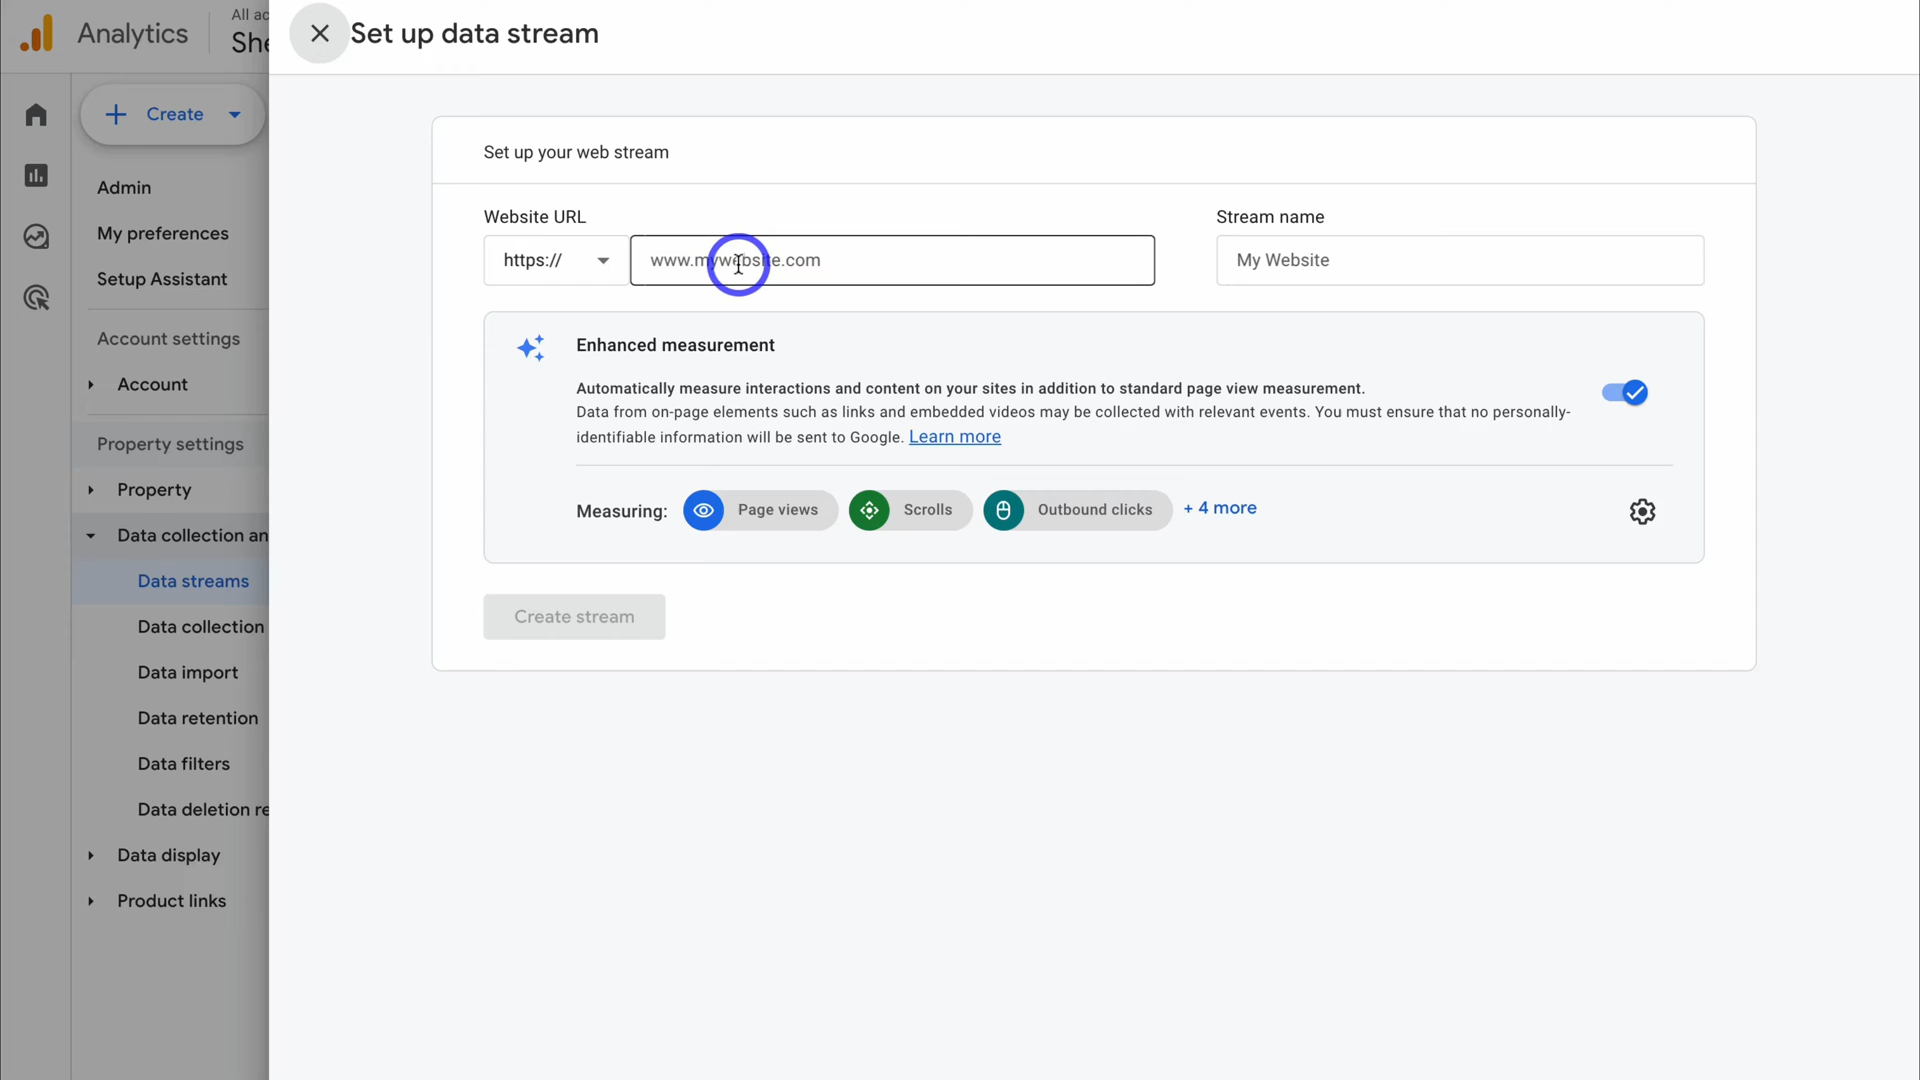 Analytics
All ac
She
Set up data stream
Create
Admin
My preferences
Setup Assistant
Account settings
Account
Property settings
Property
Data collection an
Data streams
Data collection
Data import
Data retention
Data filters
Data deletion re
Data display
Product links
Set up your web stream
Website URL
Stream name
https://
www.mywebsite.com
My Website
Enhanced measurement
Automatically measure interactions and content on your sites in addition to standard page view measurement.
Data from on-page elements such as links and embedded videos may be collected with relevant events. You must ensure that no personally-
identifiable information will be sent to Google. Learn more
Measuring: Page views Scrolls Outbound clicks + 4 more
Create stream